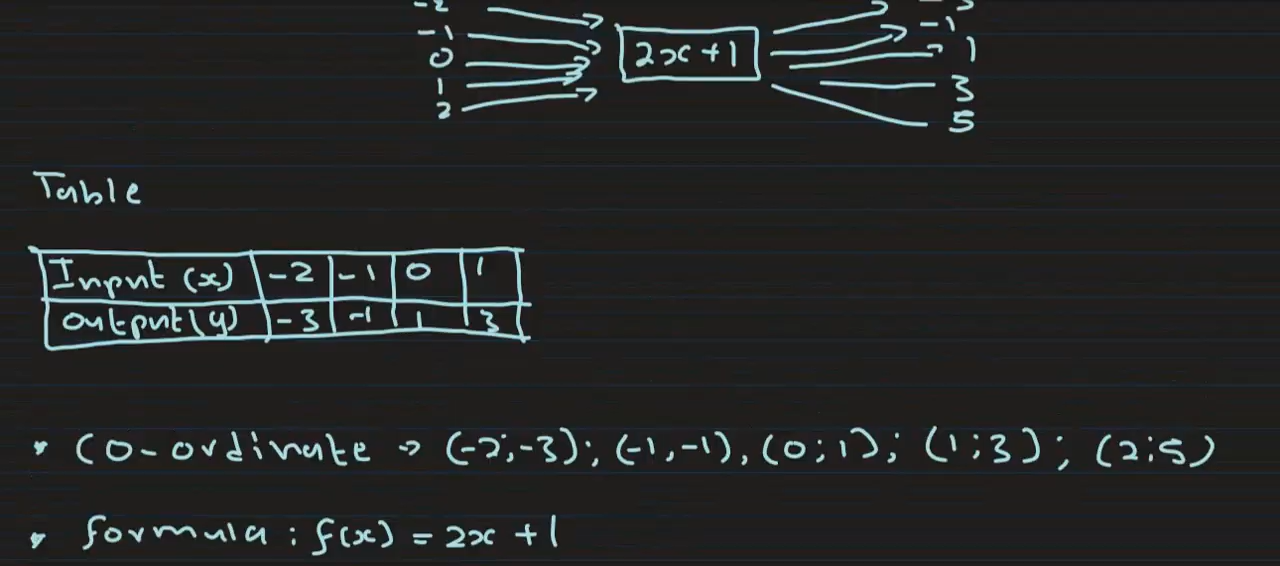 -2 -3
-1 -1
0 2x+1 1
1 3
2 5
Table
Input (x) -2 -1 0 1
output(y) -3 -1 1 3
• Co-ordinate → (-2;-3); (-1,-1), (0;1); (1;3); (2;5)
• formula : f(x) = 2x + 1